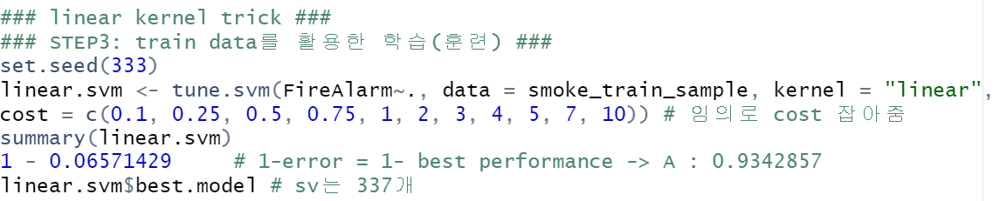 ### linear kernel trick ###
### STEP3: train data를 활용한 학습(훈련) ###
set.seed(333)
linear.svm <- tune.svm(FireAlarm~., data = smoke_train_sample, kernel = "linear",
cost = c(0.1, 0.25, 0.5, 0.75, 1, 2, 3, 4, 5, 7, 10)) # 임의로 cost 잡아줌
summary(linear.svm)
1 - 0.06571429     # 1-error = 1- best performance -> A : 0.9342857
linear.svm$best.model # sv는 337개